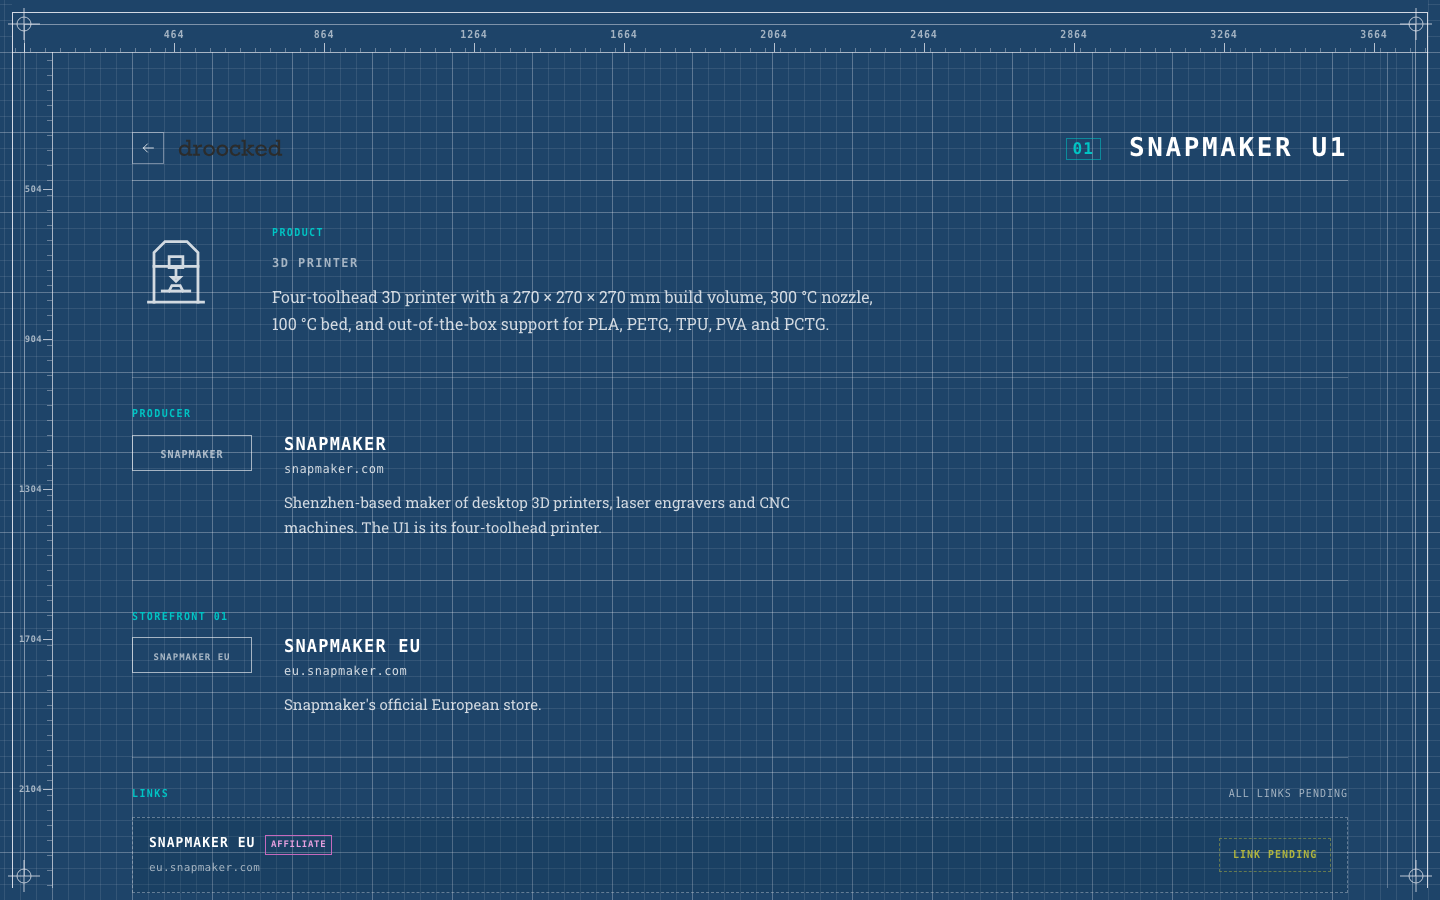 464 864 1264 1664 2064 2464 2864 3264 3664
droocked
01 SNAPMAKER U1
504
PRODUCT
3D PRINTER
Four-toolhead 3D printer with a 270 × 270 × 270 mm build volume, 300 °C nozzle,
100 °C bed, and out-of-the-box support for PLA, PETG, TPU, PVA and PCTG.
904
PRODUCER
SNAPMAKER
SNAPMAKER
snapmaker.com
Shenzhen-based maker of desktop 3D printers, laser engravers and CNC
machines. The U1 is its four-toolhead printer.
1304
STOREFRONT 01
SNAPMAKER EU
SNAPMAKER EU
eu.snapmaker.com
Snapmaker's official European store.
1704
2104
LINKS
ALL LINKS PENDING
SNAPMAKER EU AFFILIATE
eu.snapmaker.com
LINK PENDING